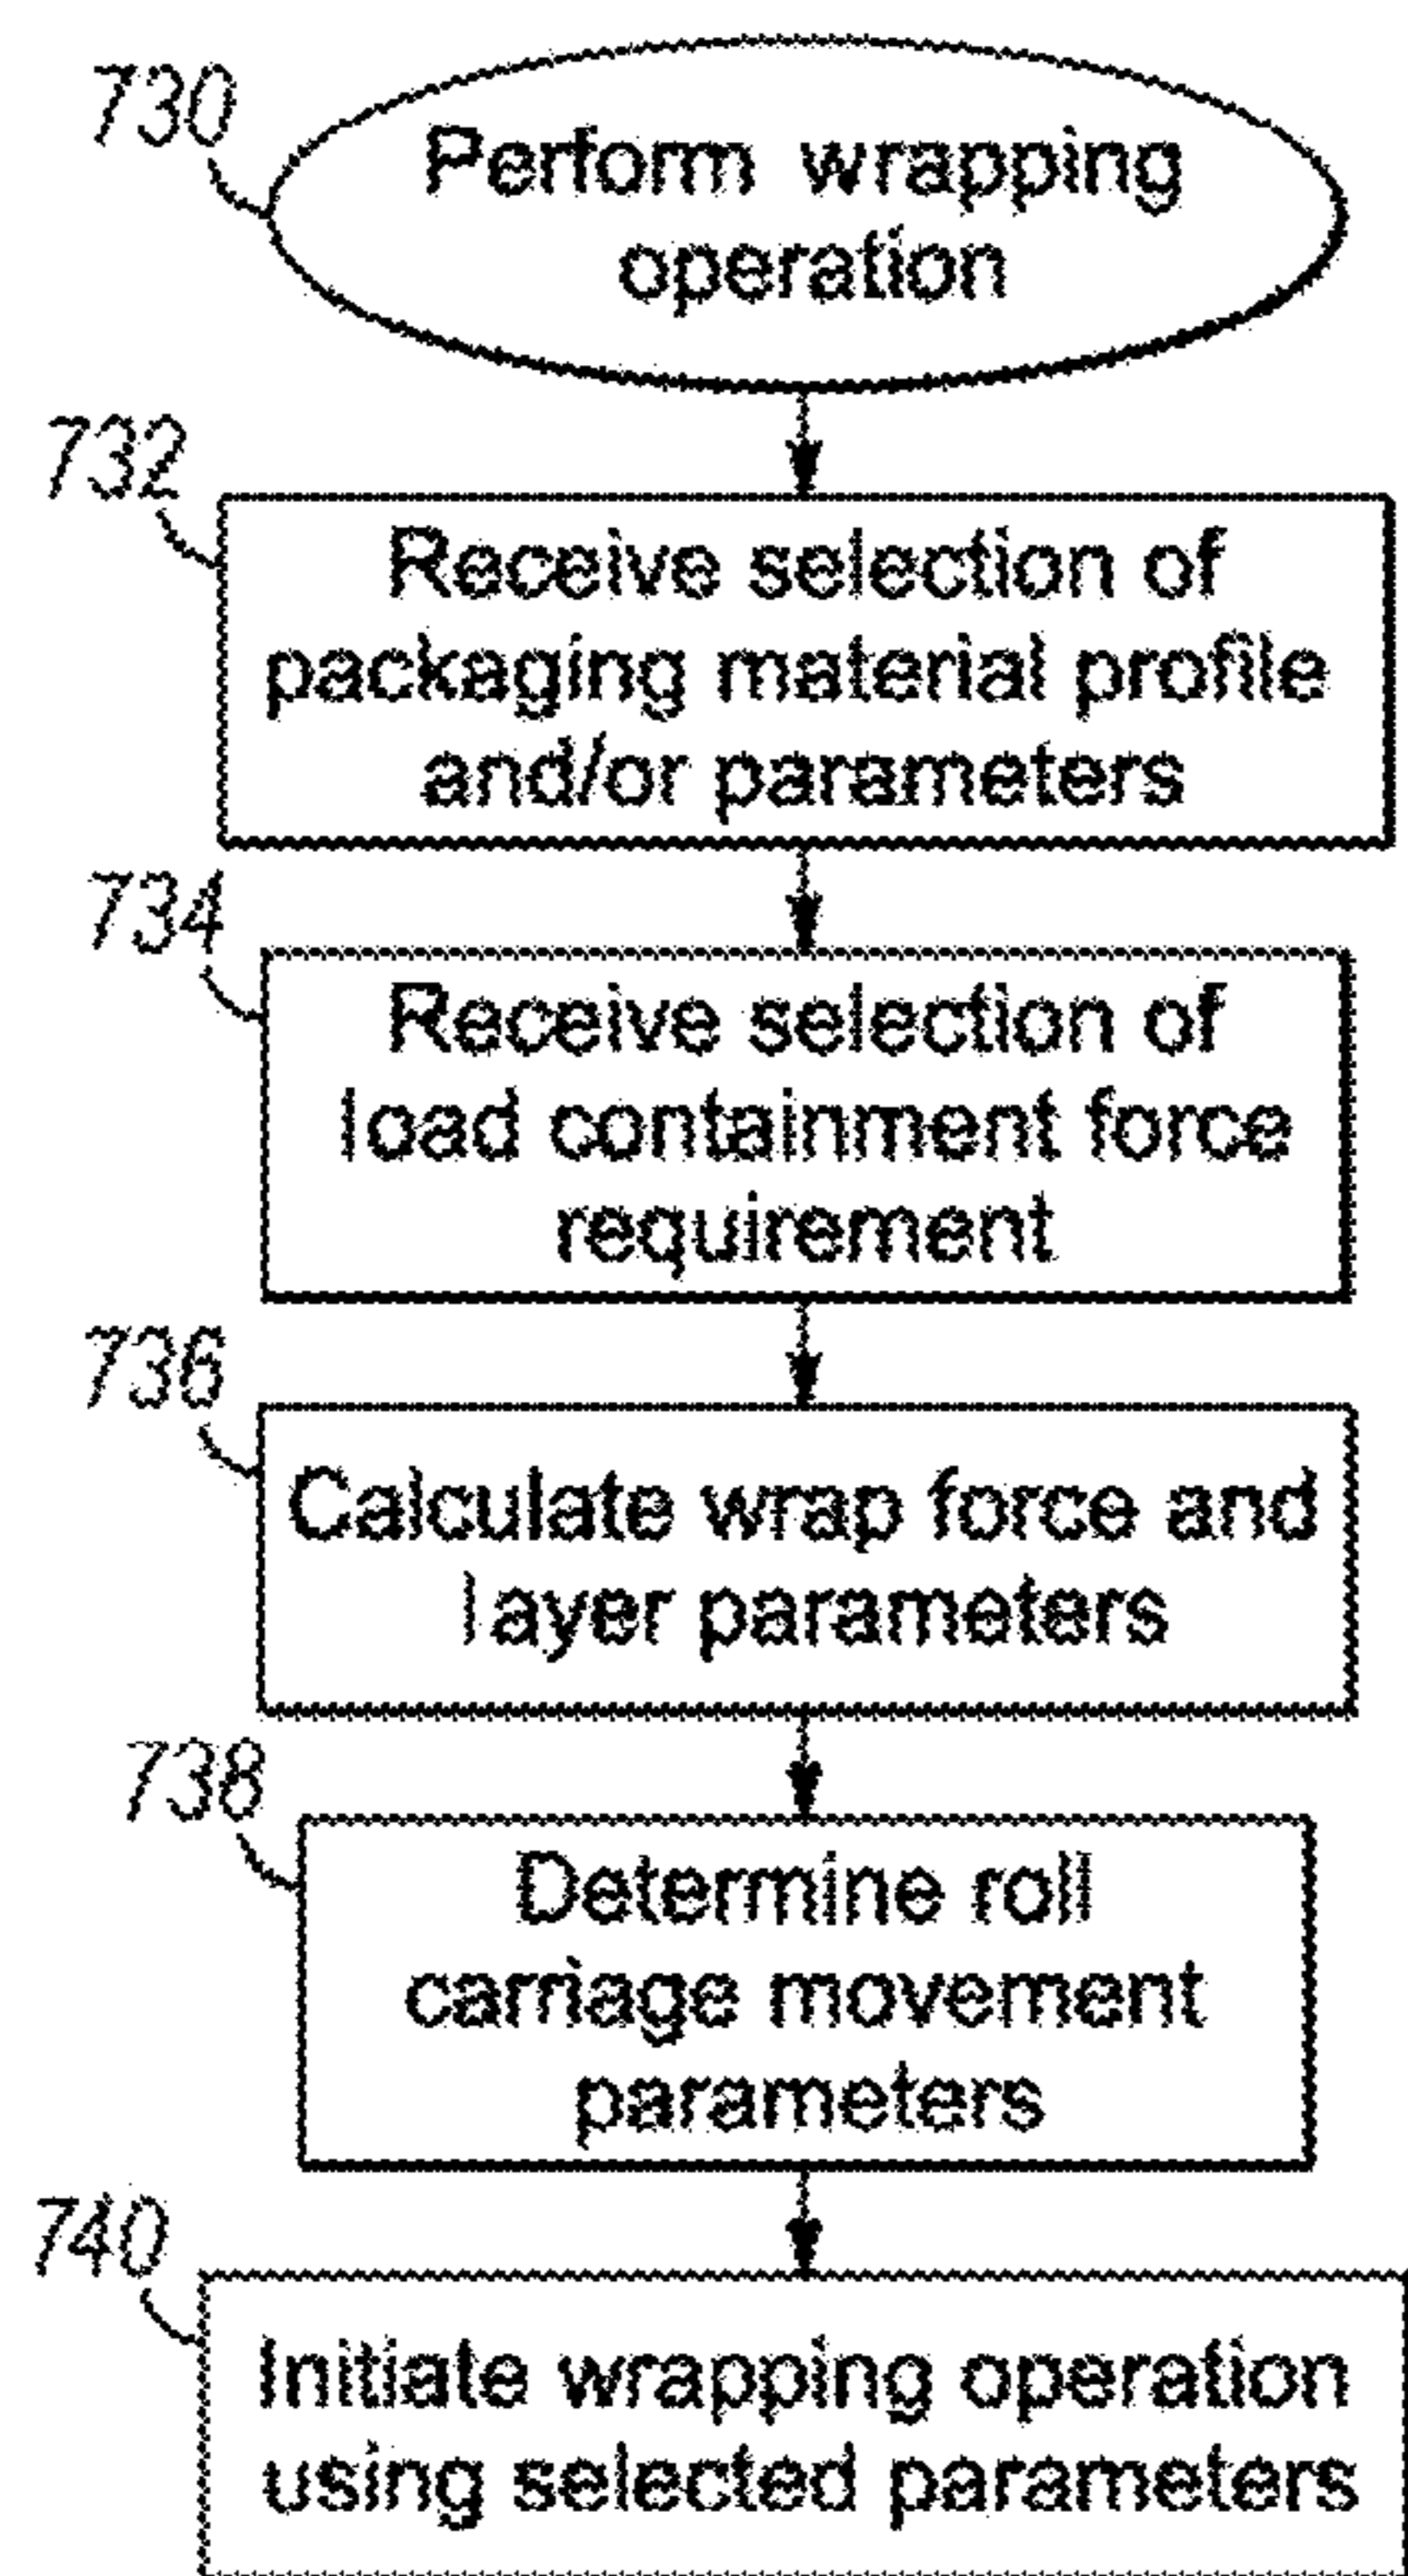 730
Perform wrapping
operation
732
Receive selection of
packaging material profile
and/or parameters
734
Receive selection of
load containment force
requirement
736
Calculate wrap force and
layer parameters
738
Determine roll
carriage movement
parameters
740
Initiate wrapping operation
using selected parameters